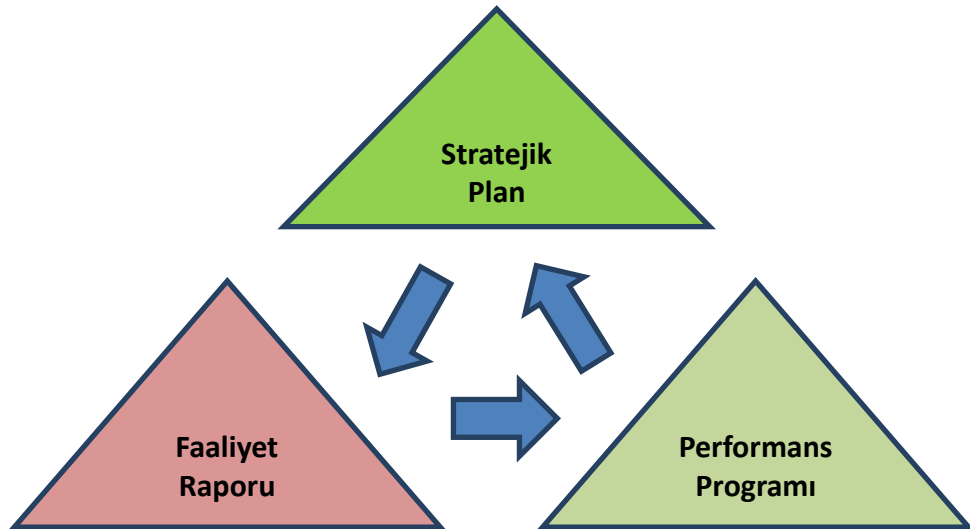 Stratejik
Plan
Faaliyet
Raporu
Performans
Programı